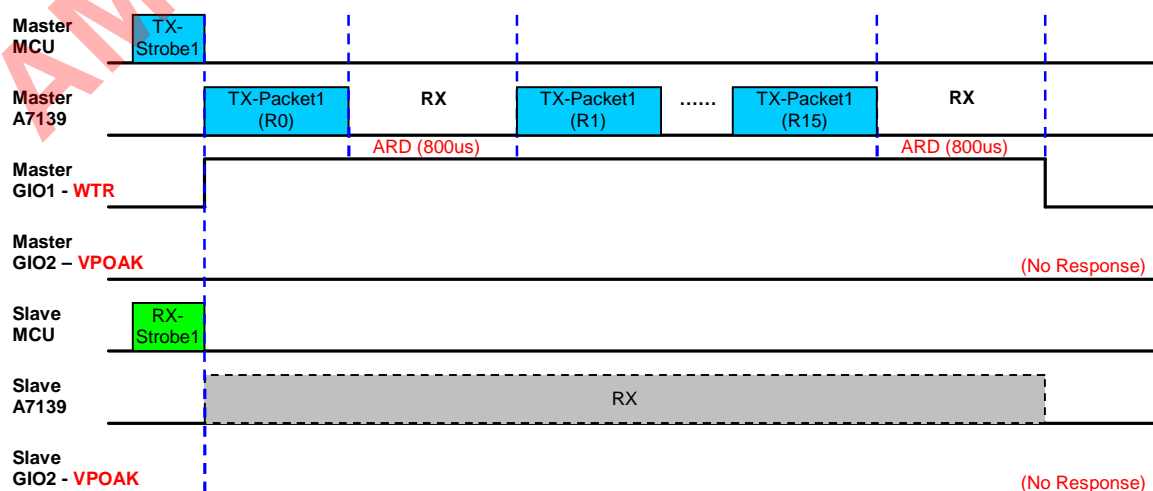 AM
Master
MCU
TX-
Strobe1
Master
A7139
TX-Packet1
(R0)
RX
TX-Packet1
(R1)
......
TX-Packet1
(R15)
RX
ARD (800us)
ARD (800us)
Master
GIO1 - WTR
Master
GIO2 – VPOAK
(No Response)
Slave
MCU
RX-
Strobe1
Slave
A7139
RX
Slave
GIO2 - VPOAK
(No Response)